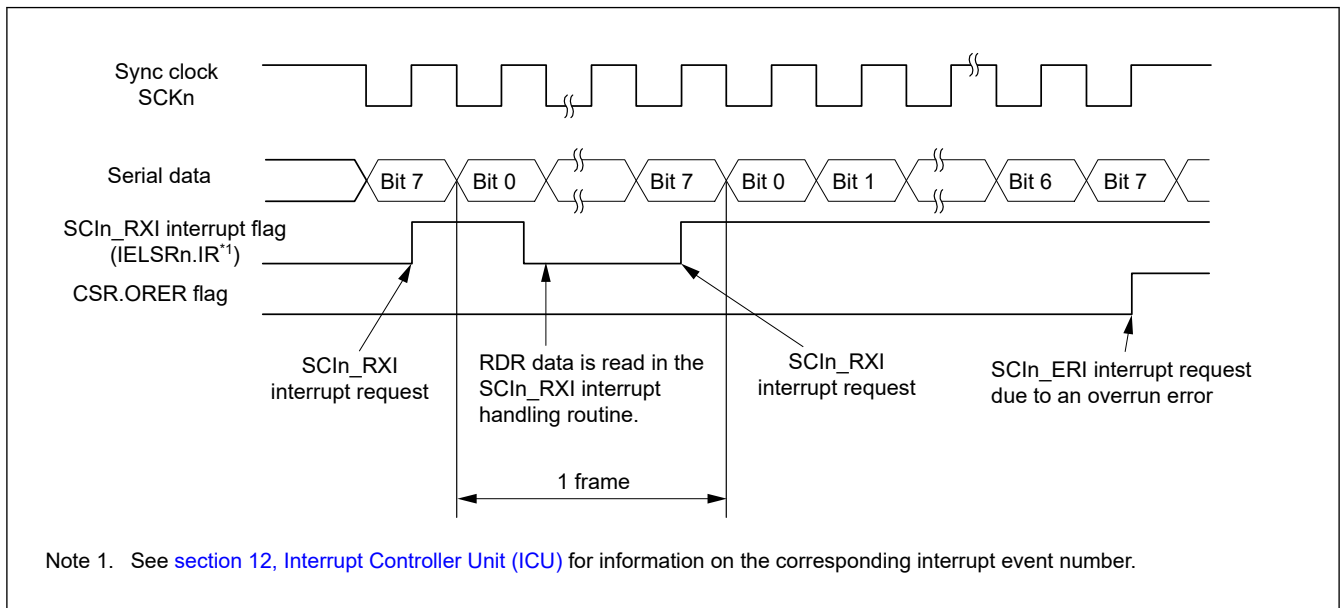 Sync clock
SCKn
Serial data
Bit 7
Bit 0
Bit 7
Bit 0
Bit 1
Bit 6
Bit 7
SCIn_RXI interrupt flag
(IELSRn.IR*1)
CSR.ORER flag
SCIn_RXI
interrupt request
RDR data is read in the
SCIn_RXI interrupt
handling routine.
SCIn_RXI
interrupt request
SCIn_ERI interrupt request
due to an overrun error
1 frame
Note 1. See section 12, Interrupt Controller Unit (ICU) for information on the corresponding interrupt event number.